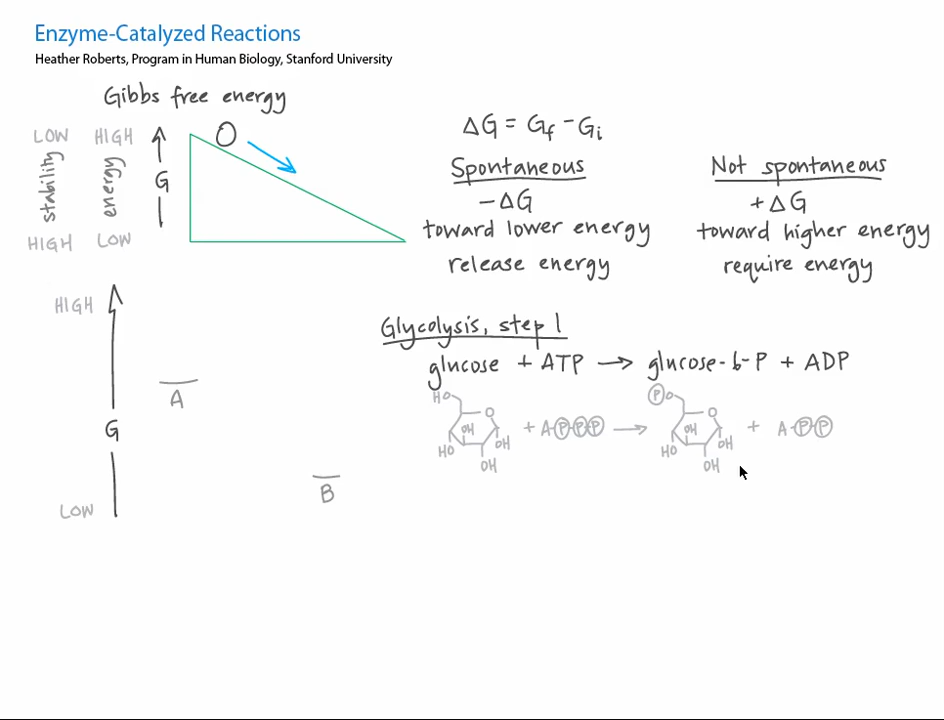 Enzyme-Catalyzed Reactions
Heather Roberts, Program in Human Biology, Stanford University
Gibbs free energy
LOW HIGH
stability energy G
HIGH LOW
ΔG = Gf - Gi
Spontaneous
-ΔG
toward lower energy
release energy
Not spontaneous
+ΔG
toward higher energy
require energy
HIGH
G
LOW
A
B
Glycolysis, step 1
glucose + ATP → glucose-6-P + ADP
HO O OH HO OH OH + A-PPP → P O O OH HO OH OH + A-PP